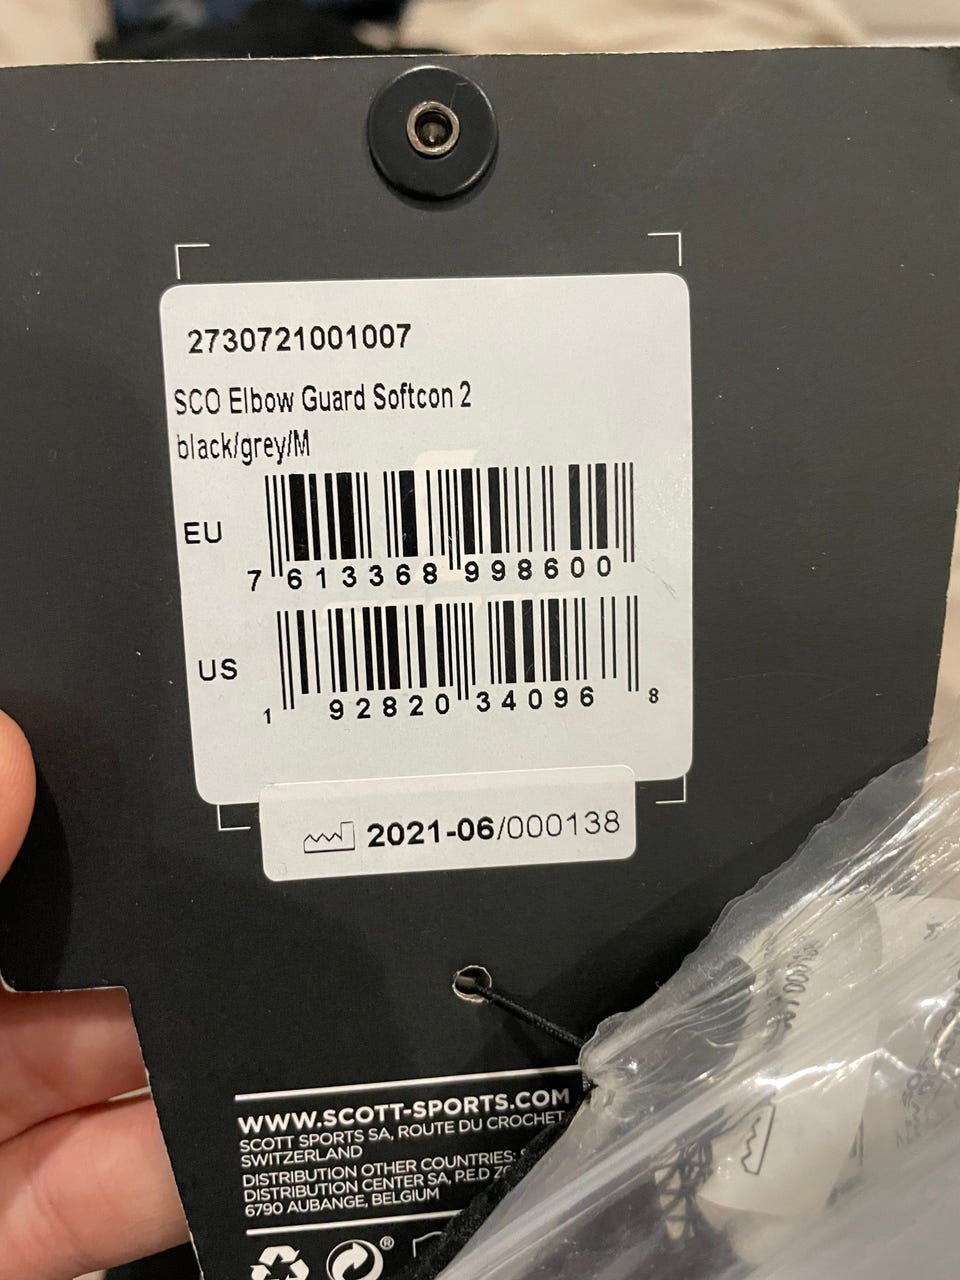 2730721001007
SCO Elbow Guard Softcon 2
black/grey/M
EU
7 613368 998600
US
1 92820 34096 8
2021-06/000138
WWW.SCOTT-SPORTS.COM
SCOTT SPORTS SA, ROUTE DU CROCHET
SWITZERLAND
DISTRIBUTION OTHER COUNTRIES:
DISTRIBUTION CENTER SA, P.E.D
6790 AUBANGE, BELGIUM
®